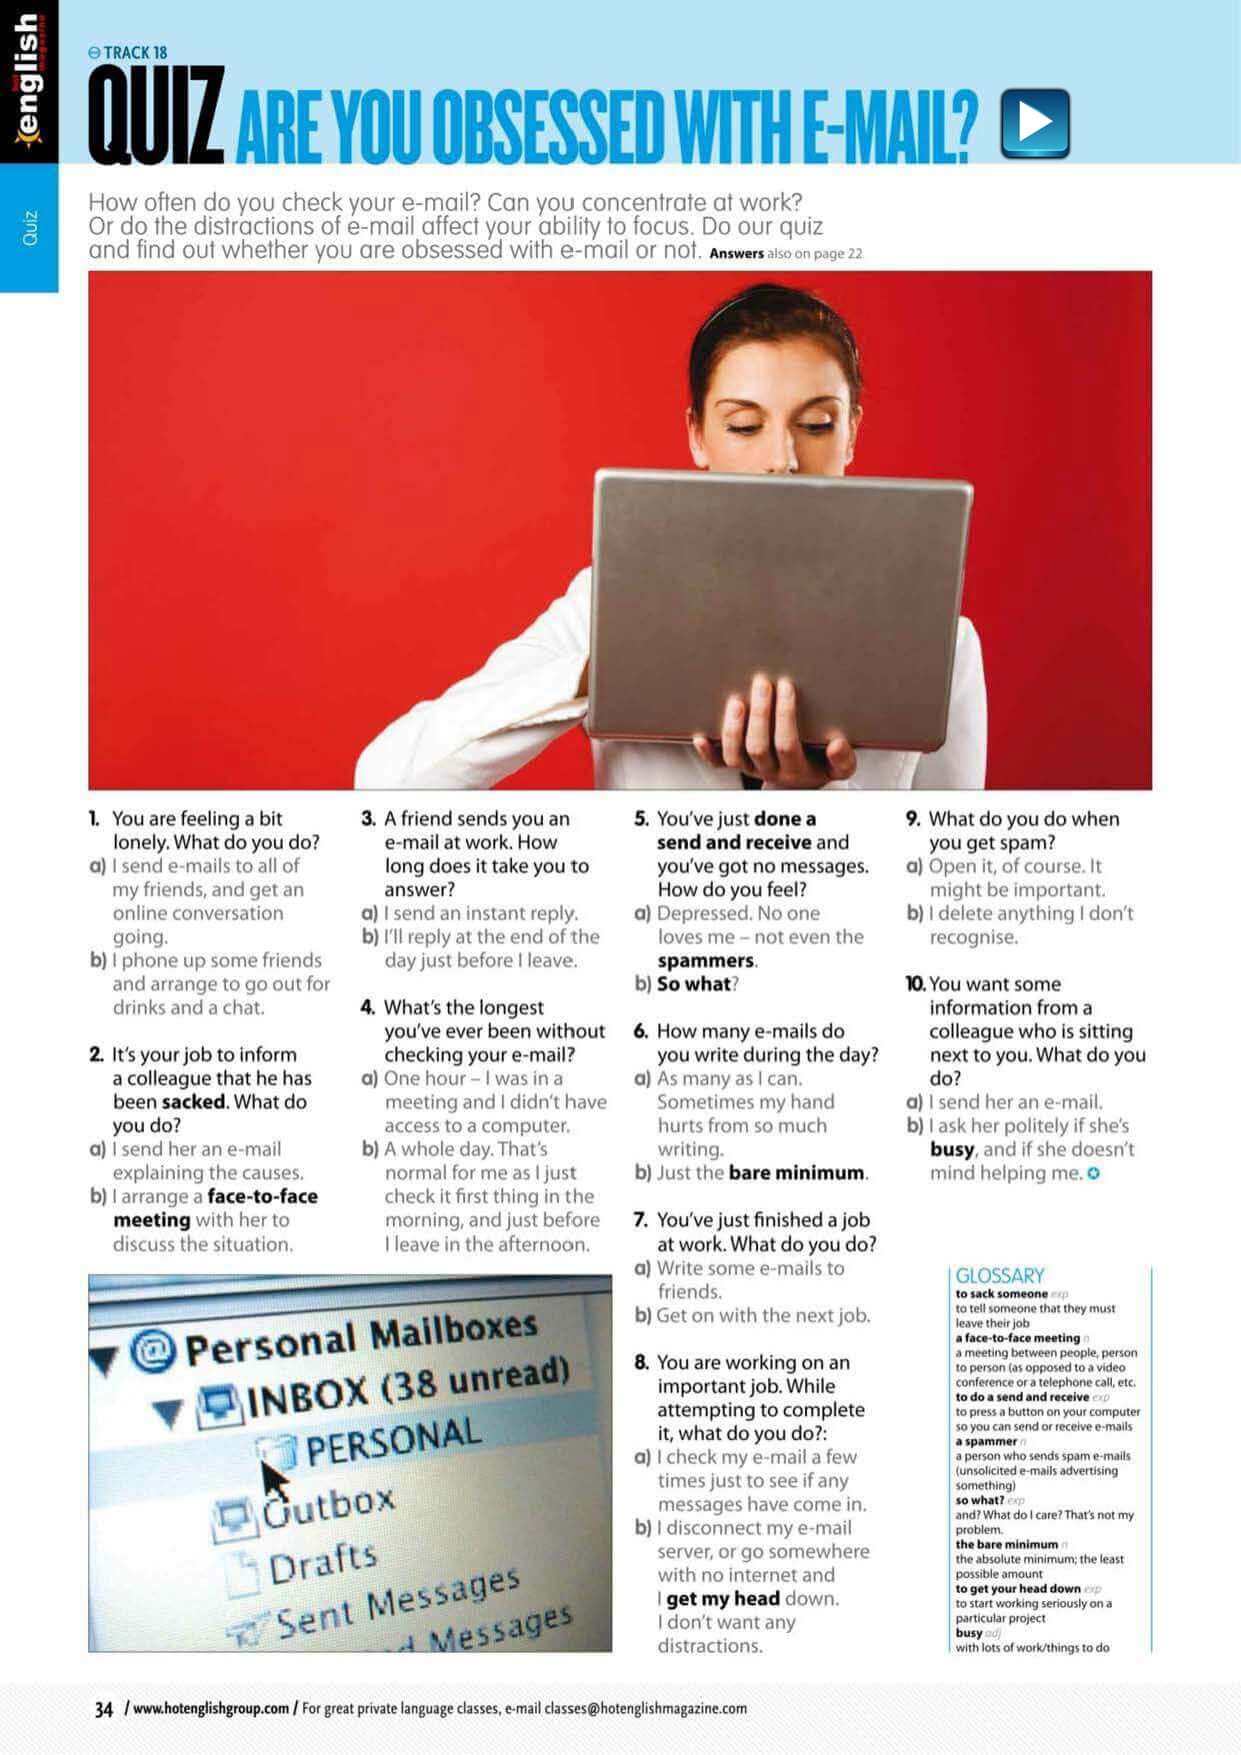 english
magazine
Quiz
TRACK 18
QUIZ ARE YOU OBSESSED WITH E-MAIL?
How often do you check your e-mail? Can you concentrate at work?
Or do the distractions of e-mail affect your ability to focus. Do our quiz
and find out whether you are obsessed with e-mail or not. Answers also on page 22
1. You are feeling a bit
lonely. What do you do?
a) I send e-mails to all of
my friends, and get an
online conversation
going.
b) I phone up some friends
and arrange to go out for
drinks and a chat.
2. It's your job to inform
a colleague that he has
been sacked. What do
you do?
a) I send her an e-mail
explaining the causes.
b) I arrange a face-to-face
meeting with her to
discuss the situation.
3. A friend sends you an
e-mail at work. How
long does it take you to
answer?
a) I send an instant reply.
b) I'll reply at the end of the
day just before I leave.
4. What's the longest
you've ever been without
checking your e-mail?
a) One hour – I was in a
meeting and I didn't have
access to a computer.
b) A whole day. That's
normal for me as I just
check it first thing in the
morning, and just before
I leave in the afternoon.
Personal Mailboxes
INBOX (38 unread)
PERSONAL
Outbox
Drafts
Sent Messages
Messages
5. You've just done a
send and receive and
you've got no messages.
How do you feel?
a) Depressed. No one
loves me – not even the
spammers.
b) So what?
6. How many e-mails do
you write during the day?
a) As many as I can.
Sometimes my hand
hurts from so much
writing.
b) Just the bare minimum.
7. You've just finished a job
at work. What do you do?
a) Write some e-mails to
friends.
b) Get on with the next job.
8. You are working on an
important job. While
attempting to complete
it, what do you do?:
a) I check my e-mail a few
times just to see if any
messages have come in.
b) I disconnect my e-mail
server, or go somewhere
with no internet and
I get my head down.
I don't want any
distractions.
9. What do you do when
you get spam?
a) Open it, of course. It
might be important.
b) I delete anything I don't
recognise.
10. You want some
information from a
colleague who is sitting
next to you. What do you
do?
a) I send her an e-mail.
b) I ask her politely if she's
busy, and if she doesn't
mind helping me.
GLOSSARY
to sack someone exp
to tell someone that they must
leave their job
a face-to-face meeting n
a meeting between people, person
to person (as opposed to a video
conference or a telephone call, etc.
to do a send and receive exp
to press a button on your computer
so you can send or receive e-mails
a spammer n
a person who sends spam e-mails
(unsolicited e-mails advertising
something)
so what? exp
and? What do I care? That's not my
problem.
the bare minimum n
the absolute minimum; the least
possible amount
to get your head down exp
to start working seriously on a
particular project
busy adj
with lots of work/things to do
34 / www.hotenglishgroup.com / For great private language classes, e-mail classes@hotenglishmagazine.com